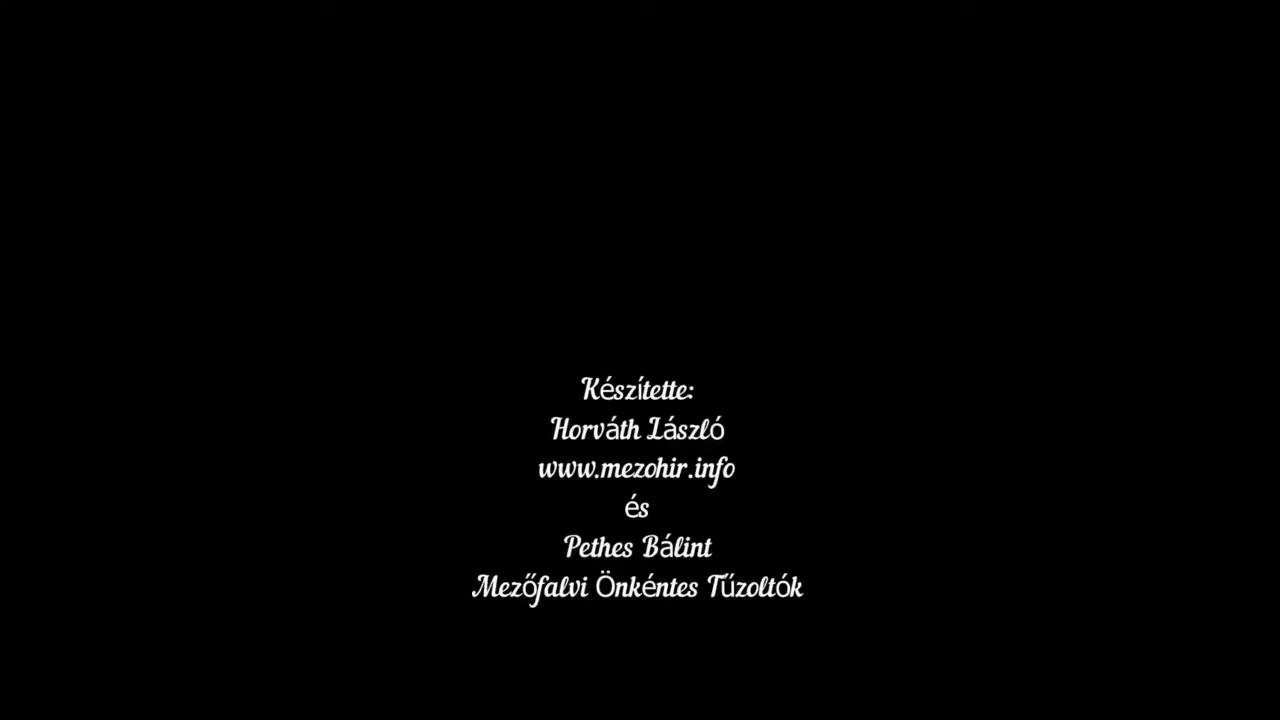 Készítette:
Horváth László
www.mezohir.info
és
Pethes Bálint
Mezőfalvi Önkéntes Tűzoltók